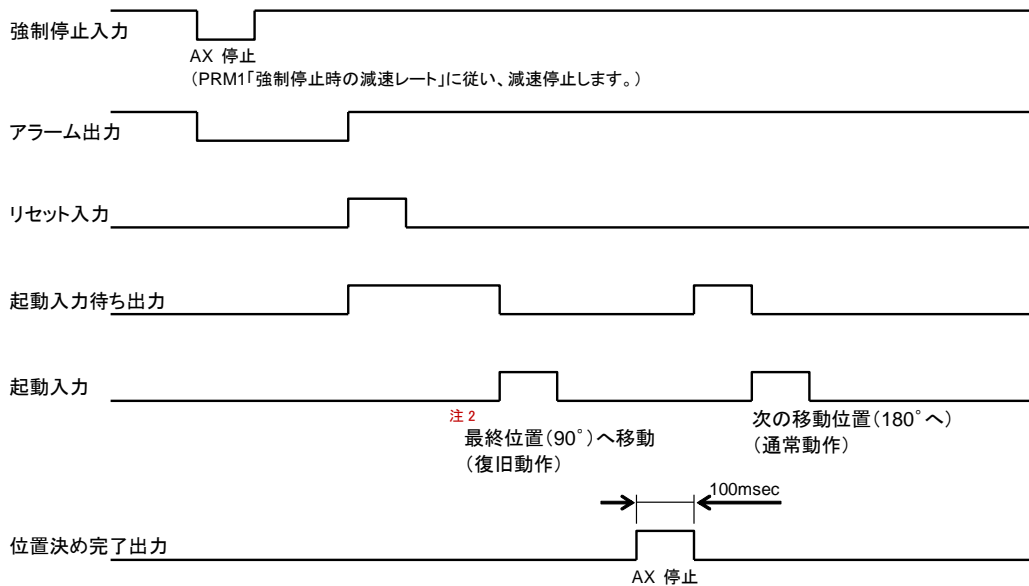 強制停止入力
AX 停止
（PRM1「強制停止時の減速レート」に従い、減速停止します。）
アラーム出力
リセット入力
起動入力待ち出力
起動入力
注 2
最終位置（90°）へ移動
（復旧動作）
次の移動位置（180°へ）
（通常動作）
100msec
位置決め完了出力
AX 停止